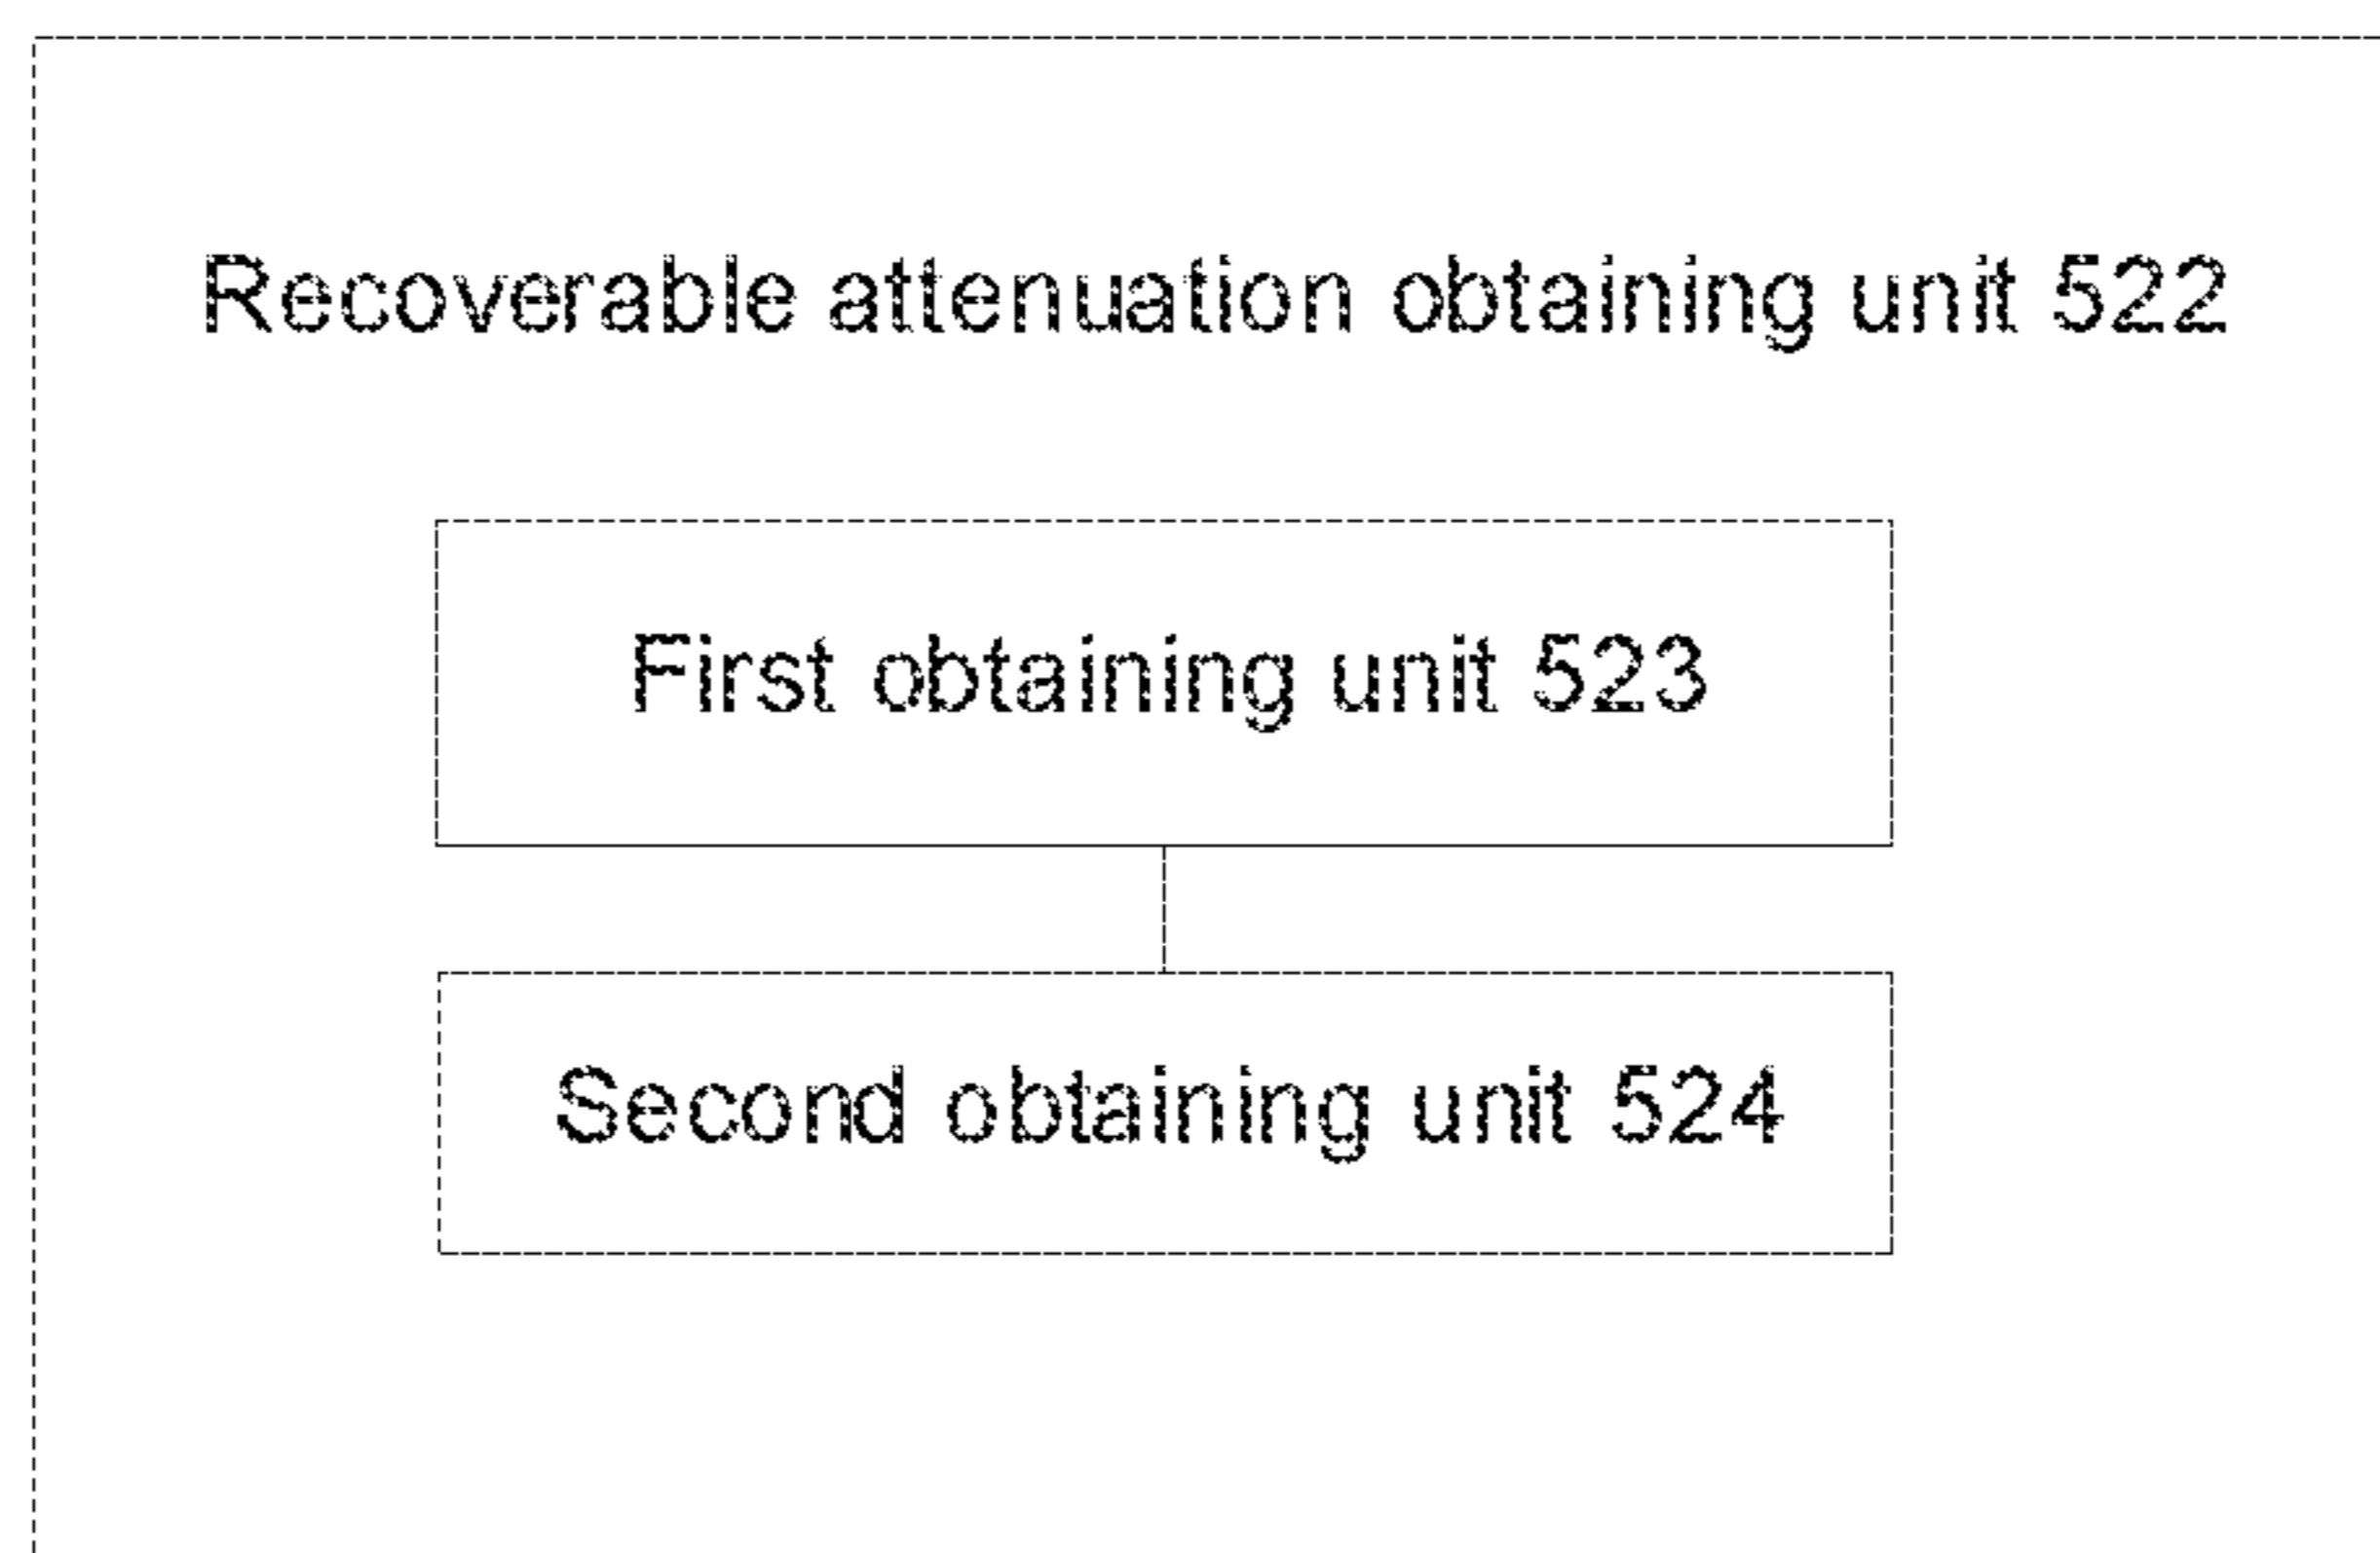 Recoverable attenuation obtaining unit 522
First obtaining unit 523
Second obtaining unit 524